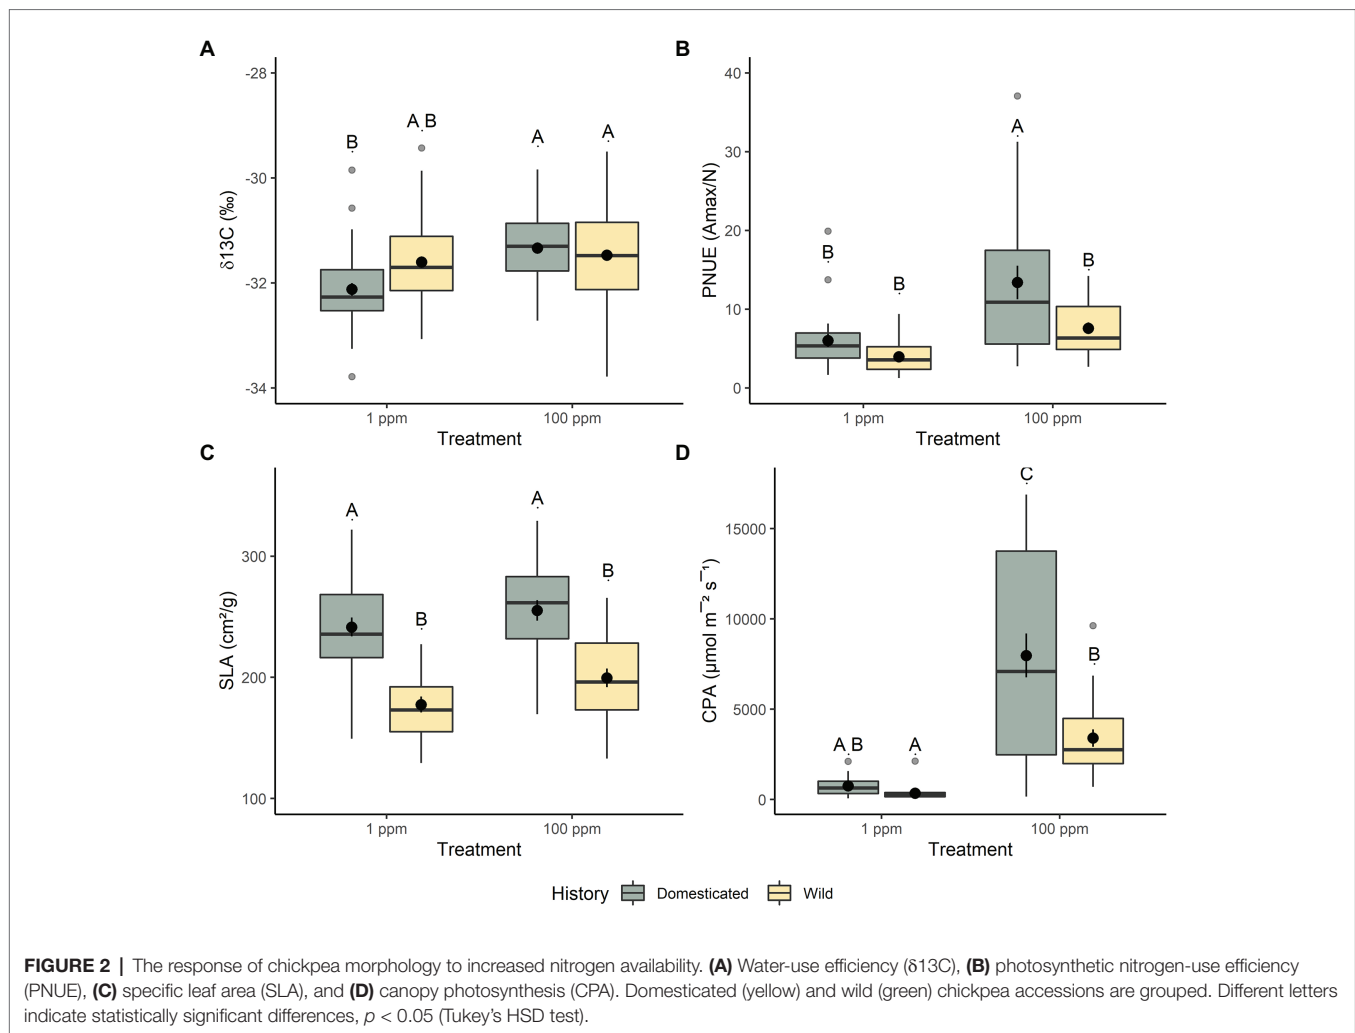 A
B
-28
-30
-32
-34
δ13C (‰)
B
A B
A
A
1 ppm
100 ppm
Treatment
40
30
20
10
0
PNUE (Amax/N)
B
B
A
B
1 ppm
100 ppm
Treatment
C
D
300
200
100
SLA (cm²/g)
A
B
A
B
1 ppm
100 ppm
Treatment
15000
10000
5000
0
CPA (μmol m⁻² s⁻¹)
A B
A
C
B
1 ppm
100 ppm
Treatment
History Domesticated Wild
FIGURE 2 | The response of chickpea morphology to increased nitrogen availability. (A) Water-use efficiency (δ13C), (B) photosynthetic nitrogen-use efficiency
(PNUE), (C) specific leaf area (SLA), and (D) canopy photosynthesis (CPA). Domesticated (yellow) and wild (green) chickpea accessions are grouped. Different letters
indicate statistically significant differences, p < 0.05 (Tukey's HSD test).